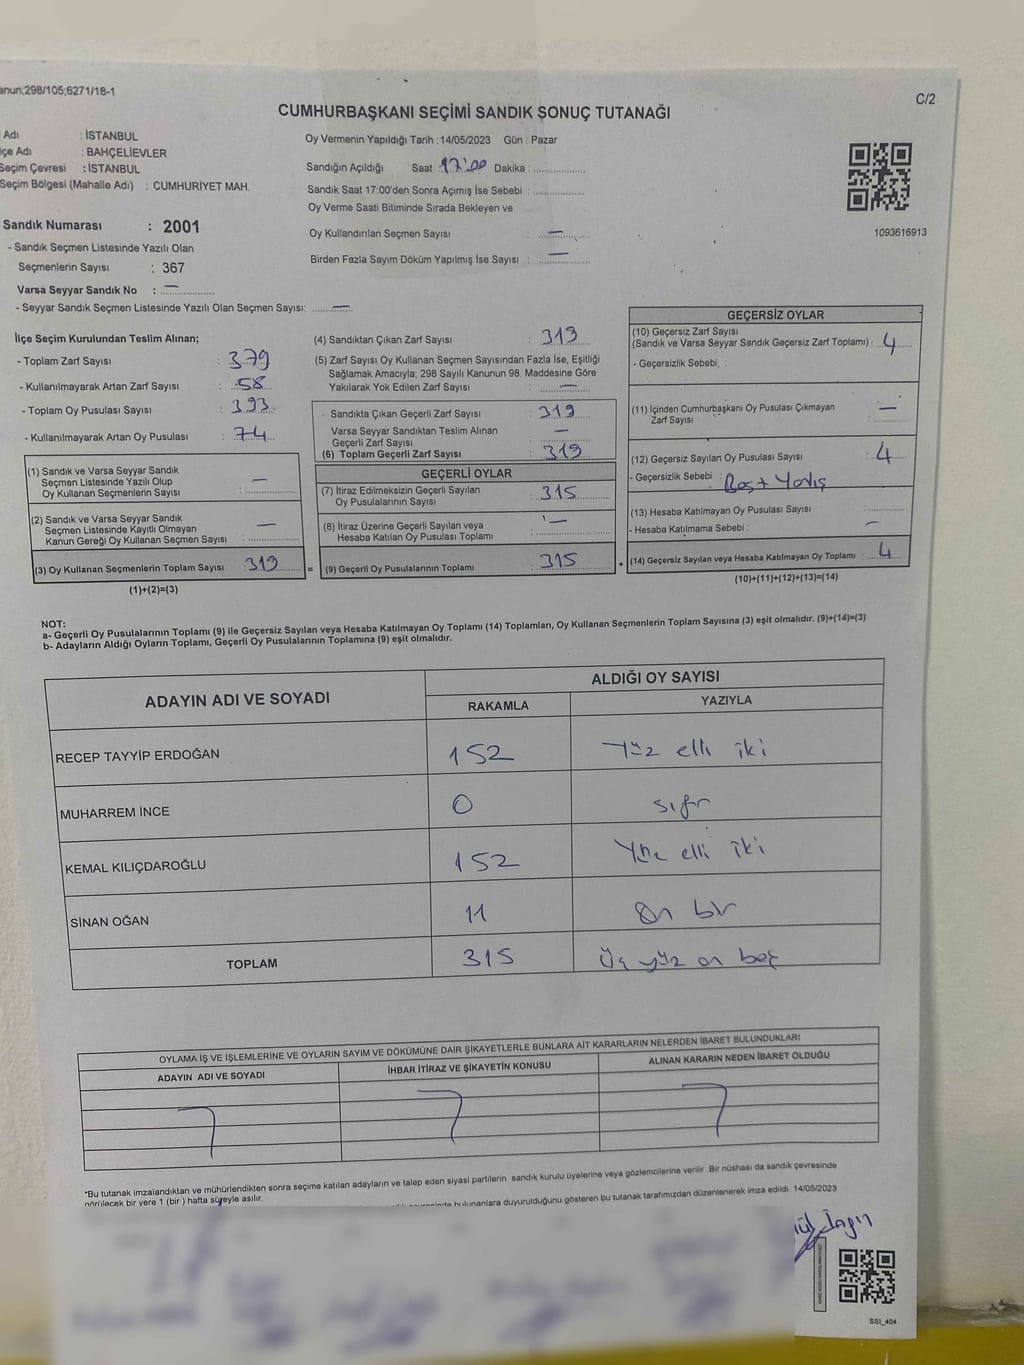 anun;298/105;6271/18-1
C/2
CUMHURBAŞKANI SEÇİMİ SANDIK SONUÇ TUTANAĞI
Adı : İSTANBUL
çe Adı : BAHÇELİEVLER
Seçim Çevresi : İSTANBUL
Seçim Bölgesi (Mahalle Adı) : CUMHURİYET MAH.
Oy Vermenin Yapıldığı Tarih : 14/05/2023 Gün : Pazar
Sandığın Açıldığı Saat 17:00 Dakika :
Sandık Saat 17:00'den Sonra Açımış İse Sebebi :
Oy Verme Saati Bitiminde Sırada Bekleyen ve
Oy Kullandırılan Seçmen Sayısı : —
Birden Fazla Sayım Döküm Yapılmış İse Sayısı : —
1093616913
Sandık Numarası : 2001
- Sandık Seçmen Listesinde Yazılı Olan
Seçmenlerin Sayısı : 367
Varsa Seyyar Sandık No : —
- Seyyar Sandık Seçmen Listesinde Yazılı Olan Seçmen Sayısı: —
İlçe Seçim Kurulundan Teslim Alınan;
- Toplam Zarf Sayısı : 379
- Kullanılmayarak Artan Zarf Sayısı : 58
- Toplam Oy Pusulası Sayısı : 393
- Kullanılmayarak Artan Oy Pusulası : 74
(1) Sandık ve Varsa Seyyar Sandık
Seçmen Listesinde Yazılı Olup
Oy Kullanan Seçmenlerin Sayısı : —
(2) Sandık ve Varsa Seyyar Sandık
Seçmen Listesinde Kayıtlı Olmayan
Kanun Gereği Oy Kullanan Seçmen Sayısı : —
(3) Oy Kullanan Seçmenlerin Toplam Sayısı : 319
(1)+(2)=(3)
(4) Sandıktan Çıkan Zarf Sayısı : 319
(5) Zarf Sayısı Oy Kullanan Seçmen Sayısından Fazla İse, Eşitliği
Sağlamak Amacıyla; 298 Sayılı Kanunun 98. Maddesine Göre
Yakılarak Yok Edilen Zarf Sayısı : —
- Sandıkta Çıkan Geçerli Zarf Sayısı : 319
Varsa Seyyar Sandıktan Teslim Alınan
Geçerli Zarf Sayısı : —
(6) Toplam Geçerli Zarf Sayısı : 319
GEÇERLİ OYLAR
(7) İtiraz Edilmeksizin Geçerli Sayılan
Oy Pusulalarının Sayısı : 315
(8) İtiraz Üzerine Geçerli Sayılan veya
Hesaba Katılan Oy Pusulası Toplamı : —
(9) Geçerli Oy Pusulalarının Toplamı : 315
GEÇERSİZ OYLAR
(10) Geçersiz Zarf Sayısı
(Sandık ve Varsa Seyyar Sandık Geçersiz Zarf Toplamı) : 4
- Geçersizlik Sebebi :
(11) İçinden Cumhurbaşkanı Oy Pusulası Çıkmayan
Zarf Sayısı : —
(12) Geçersiz Sayılan Oy Pusulası Sayısı : 4
- Geçersizlik Sebebi : Boş + Yanlış
(13) Hesaba Katılmayan Oy Pusulası Sayısı :
- Hesaba Katılmama Sebebi : —
(14) Geçersiz Sayılan veya Hesaba Katılmayan Oy Toplamı : 4
(10)+(11)+(12)+(13)=(14)
NOT:
a- Geçerli Oy Pusulalarının Toplamı (9) ile Geçersiz Sayılan veya Hesaba Katılmayan Oy Toplamı (14) Toplamları, Oy Kullanan Seçmenlerin Toplam Sayısına (3) eşit olmalıdır. (9)+(14)=(3)
b- Adayların Aldığı Oyların Toplamı, Geçerli Oy Pusulalarının Toplamına (9) eşit olmalıdır.
ADAYIN ADI VE SOYADI
ALDIĞI OY SAYISI
RAKAMLA YAZIYLA
RECEP TAYYİP ERDOĞAN 152 Yüz elli iki
MUHARREM İNCE 0 sıfır
KEMAL KILIÇDAROĞLU 152 Yüz elli iki
SİNAN OĞAN 11 On bir
TOPLAM 315 Üç yüz on beş
OYLAMA İŞ VE İŞLEMLERİNE VE OYLARIN SAYIM VE DÖKÜMÜNE DAİR ŞİKAYETLERLE BUNLARA AİT KARARLARIN NELERDEN İBARET BULUNDUKLARI
ADAYIN ADI VE SOYADI İHBAR İTİRAZ VE ŞİKAYETİN KONUSU ALINAN KARARIN NEDEN İBARET OLDUĞU
*Bu tutanak imzalandıktan ve mühürlendikten sonra seçime katılan adayların ve talep eden siyasi partilerin sandık kurulu üyelerine veya gözlemcilerine verilir. Bir nüshası da sandık çevresinde
görülecek bir yere 1 (bir) hafta süreyle asılır.
bulunanlara duyurulduğunu gösteren bu tutanak tarafımızdan düzenlenerek imza edildi. 14/05/2023
SSI_404